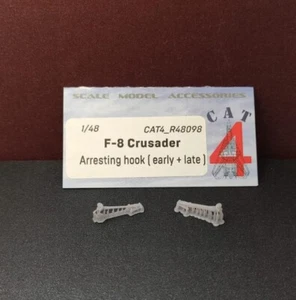 SCALE MODEL ACCESSORIES
CAT
4
1/48 CAT4_R48098
F-8 Crusader
Arresting hook ( early + late )